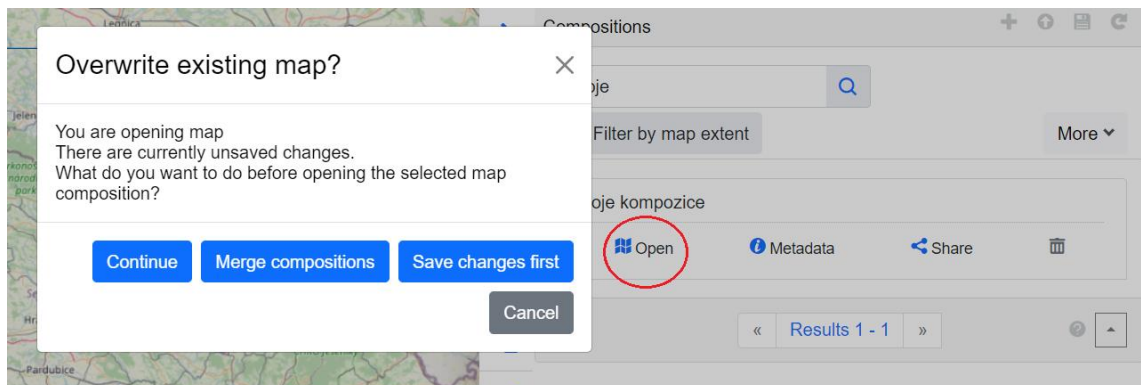 Legnica
Compositions
Overwrite existing map?
oje
Filter by map extent
More
You are opening map
There are currently unsaved changes.
What do you want to do before opening the selected map
composition?
oje kompozice
Open
Metadata
Share
Continue
Merge compositions
Save changes first
Cancel
« Results 1 - 1 »
Pardubice